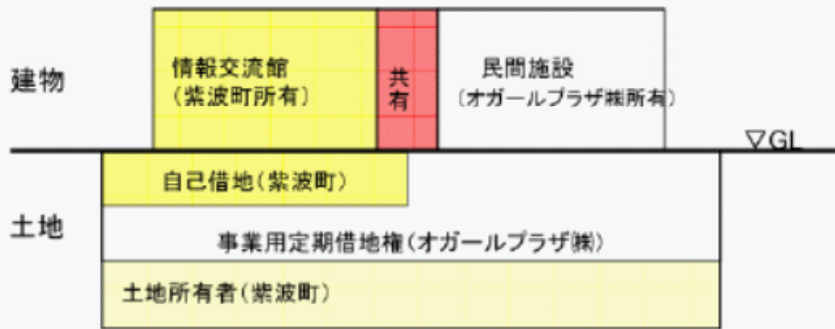 建物
情報交流館
(紫波町所有)
共有
民間施設
(オガールプラザ㈱所有)
▽GL
土地
自己借地(紫波町)
事業用定期借地権(オガールプラザ㈱)
土地所有者(紫波町)